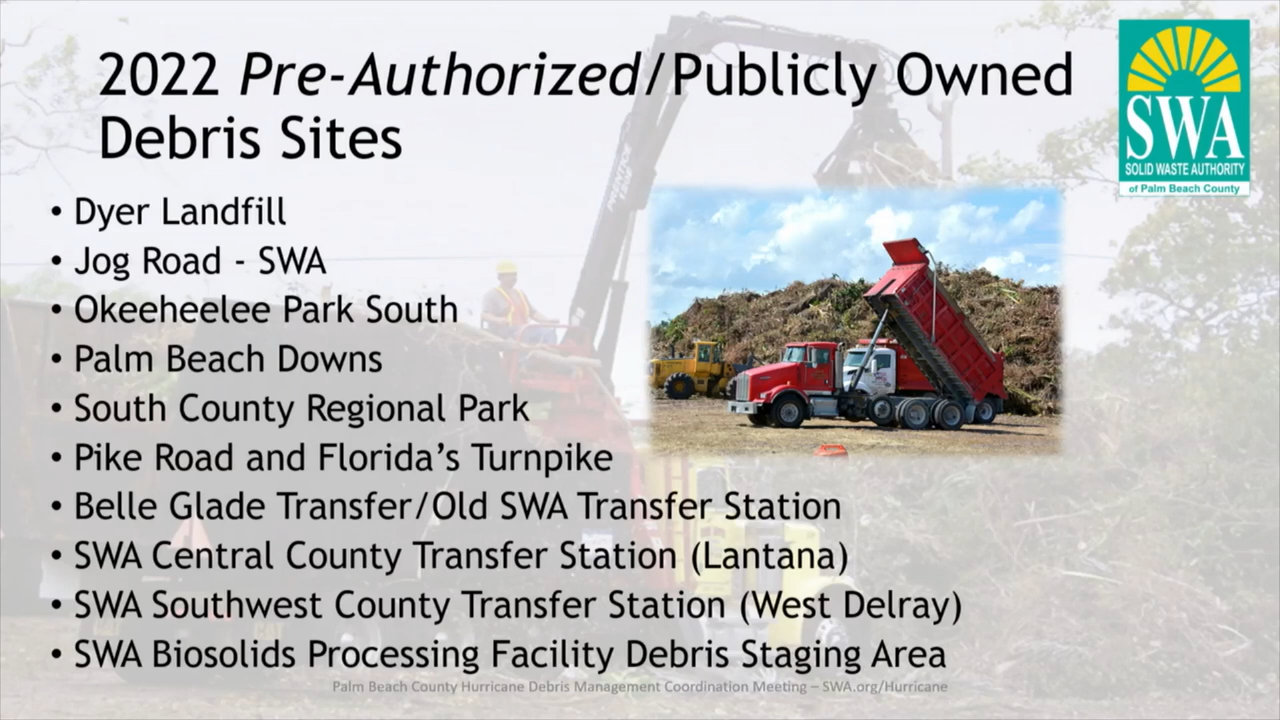 2022 Pre-Authorized/Publicly Owned
Debris Sites
SWA
SOLID WASTE AUTHORITY
of Palm Beach County
• Dyer Landfill
• Jog Road - SWA
• Okeeheelee Park South
• Palm Beach Downs
• South County Regional Park
• Pike Road and Florida’s Turnpike
• Belle Glade Transfer/Old SWA Transfer Station
• SWA Central County Transfer Station (Lantana)
• SWA Southwest County Transfer Station (West Delray)
• SWA Biosolids Processing Facility Debris Staging Area
Palm Beach County Hurricane Debris Management Coordination Meeting – SWA.org/Hurricane